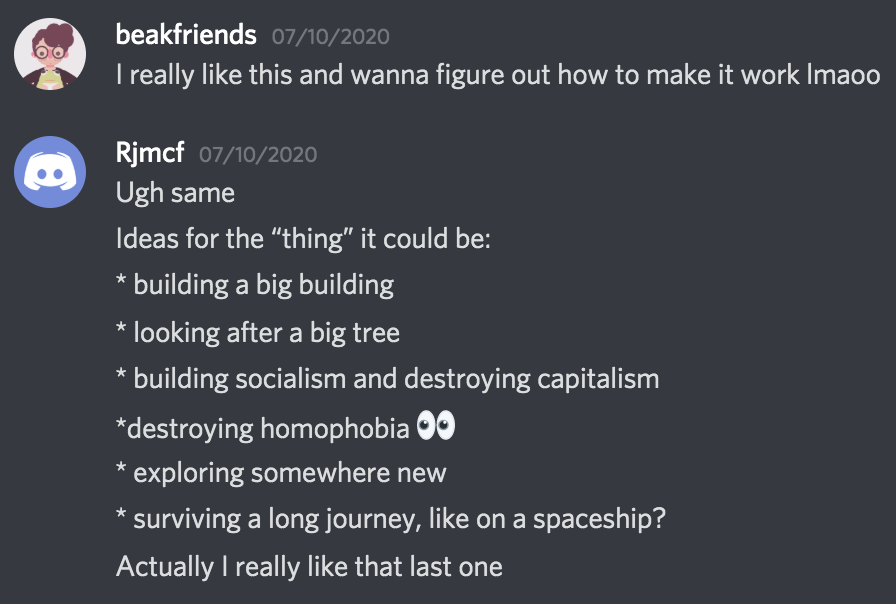 beakfriends 07/10/2020
I really like this and wanna figure out how to make it work lmaoo
Rjmcf 07/10/2020
Ugh same
Ideas for the “thing” it could be:
* building a big building
* looking after a big tree
* building socialism and destroying capitalism
*destroying homophobia 👀
* exploring somewhere new
* surviving a long journey, like on a spaceship?
Actually I really like that last one